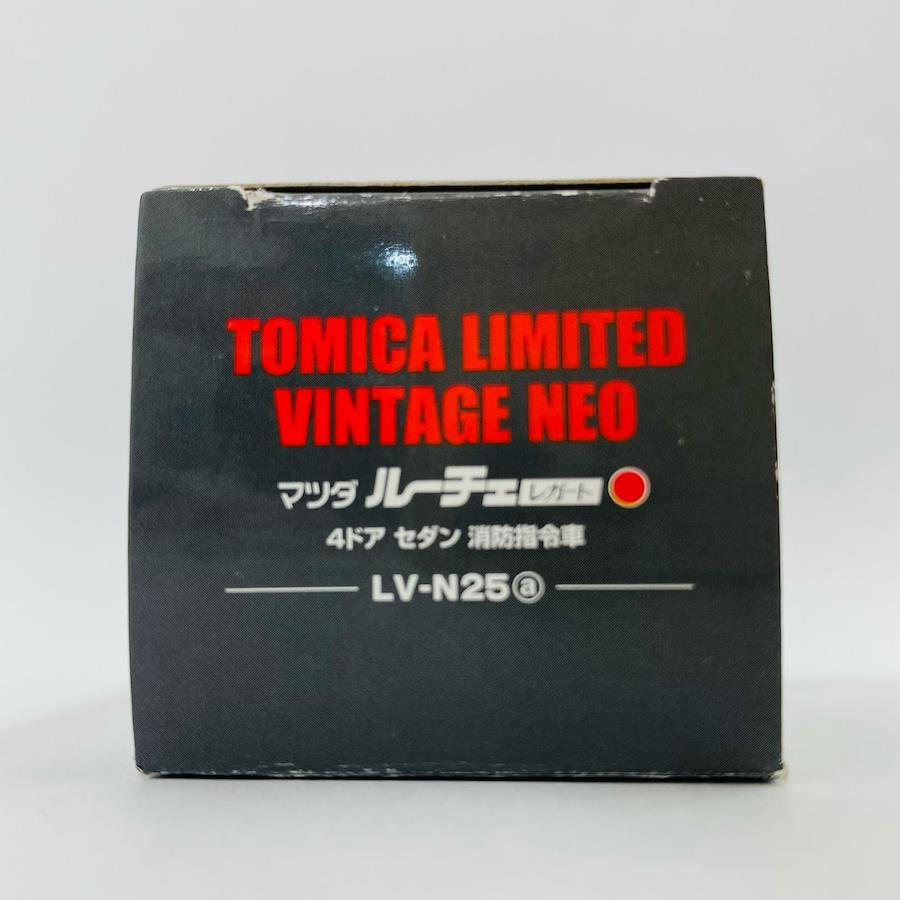 TOMICA LIMITED
VINTAGE NEO
マツダ ルーチェ レガート
4ドア セダン 消防指令車
LV-N25ⓐ